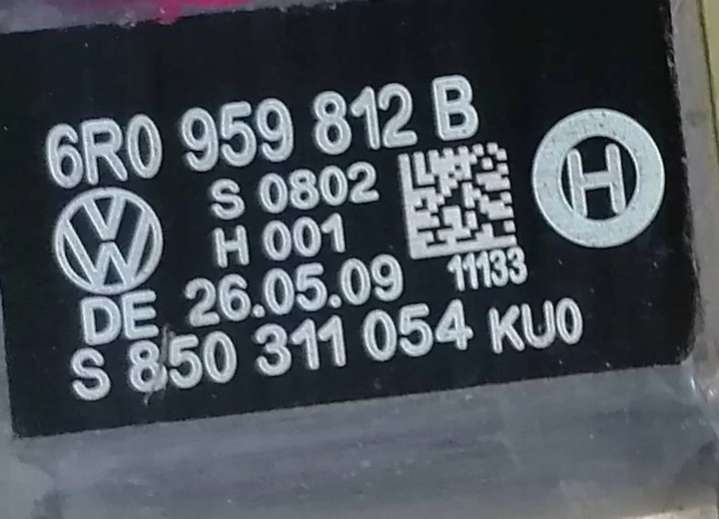 6R0 959 812 B
S 0802
H 001
DE 26.05.09 11133
S 850 311 054 KU0